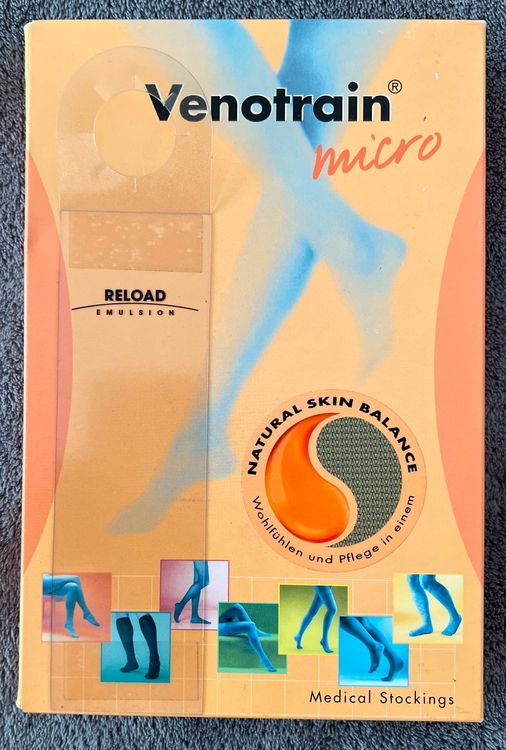 Venotrain®
micro
RELOAD
EMULSION
NATURAL SKIN BALANCE
Wohlfühlen und Pflege in einem
Medical Stockings